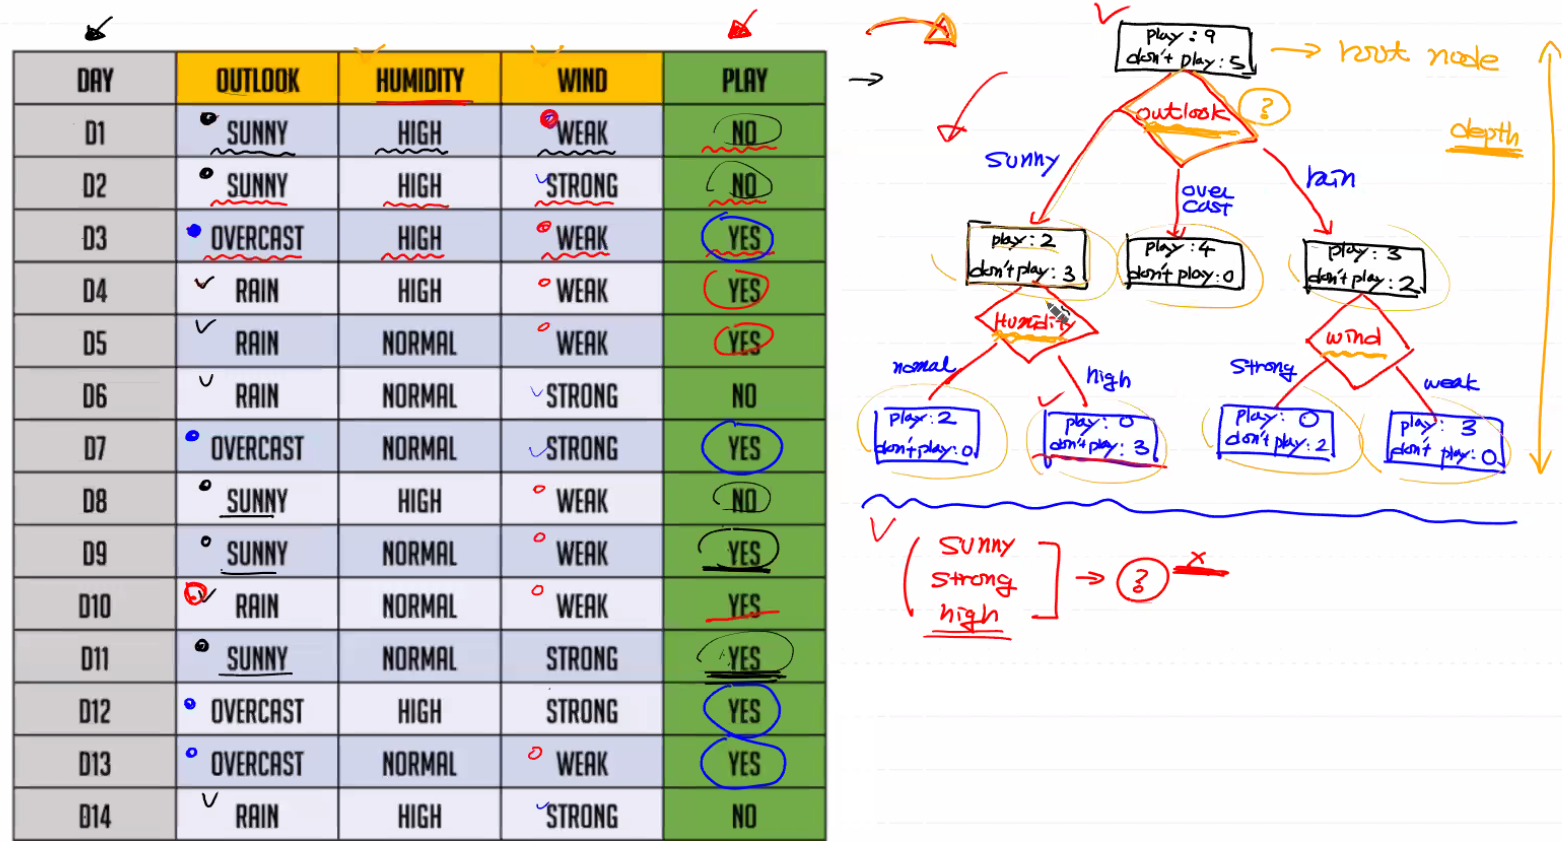 DAY OUTLOOK HUMIDITY WIND PLAY
D1 SUNNY HIGH WEAK NO
D2 SUNNY HIGH STRONG NO
D3 OVERCAST HIGH WEAK YES
D4 RAIN HIGH WEAK YES
D5 RAIN NORMAL WEAK YES
D6 RAIN NORMAL STRONG NO
D7 OVERCAST NORMAL STRONG YES
D8 SUNNY HIGH WEAK NO
D9 SUNNY NORMAL WEAK YES
D10 RAIN NORMAL WEAK YES
D11 SUNNY NORMAL STRONG YES
D12 OVERCAST HIGH STRONG YES
D13 OVERCAST NORMAL WEAK YES
D14 RAIN HIGH STRONG NO
play: 9
don't play: 5
→ root node
outlook
?
depth
sunny
over
cast
rain
play: 2
don't play: 3
play: 4
don't play: 0
play: 3
don't play: 2
Humidit
wind
nomal
high
strong
weak
play: 2
don't play: 0
play: 0
don't play: 3
play: 0
don't play: 2
play: 3
don't play: 0
sunny
strong → ? x
high